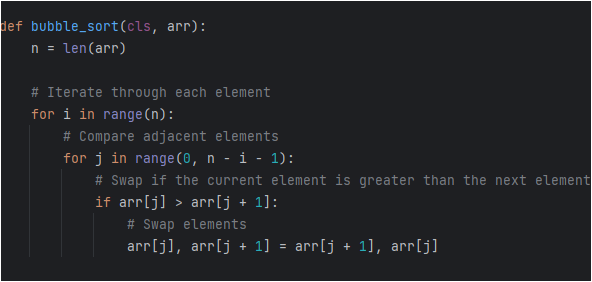 def bubble_sort(cls, arr):
    n = len(arr)

    # Iterate through each element
    for i in range(n):
        # Compare adjacent elements
        for j in range(0, n - i - 1):
            # Swap if the current element is greater than the next element
            if arr[j] > arr[j + 1]:
                # Swap elements
                arr[j], arr[j + 1] = arr[j + 1], arr[j]